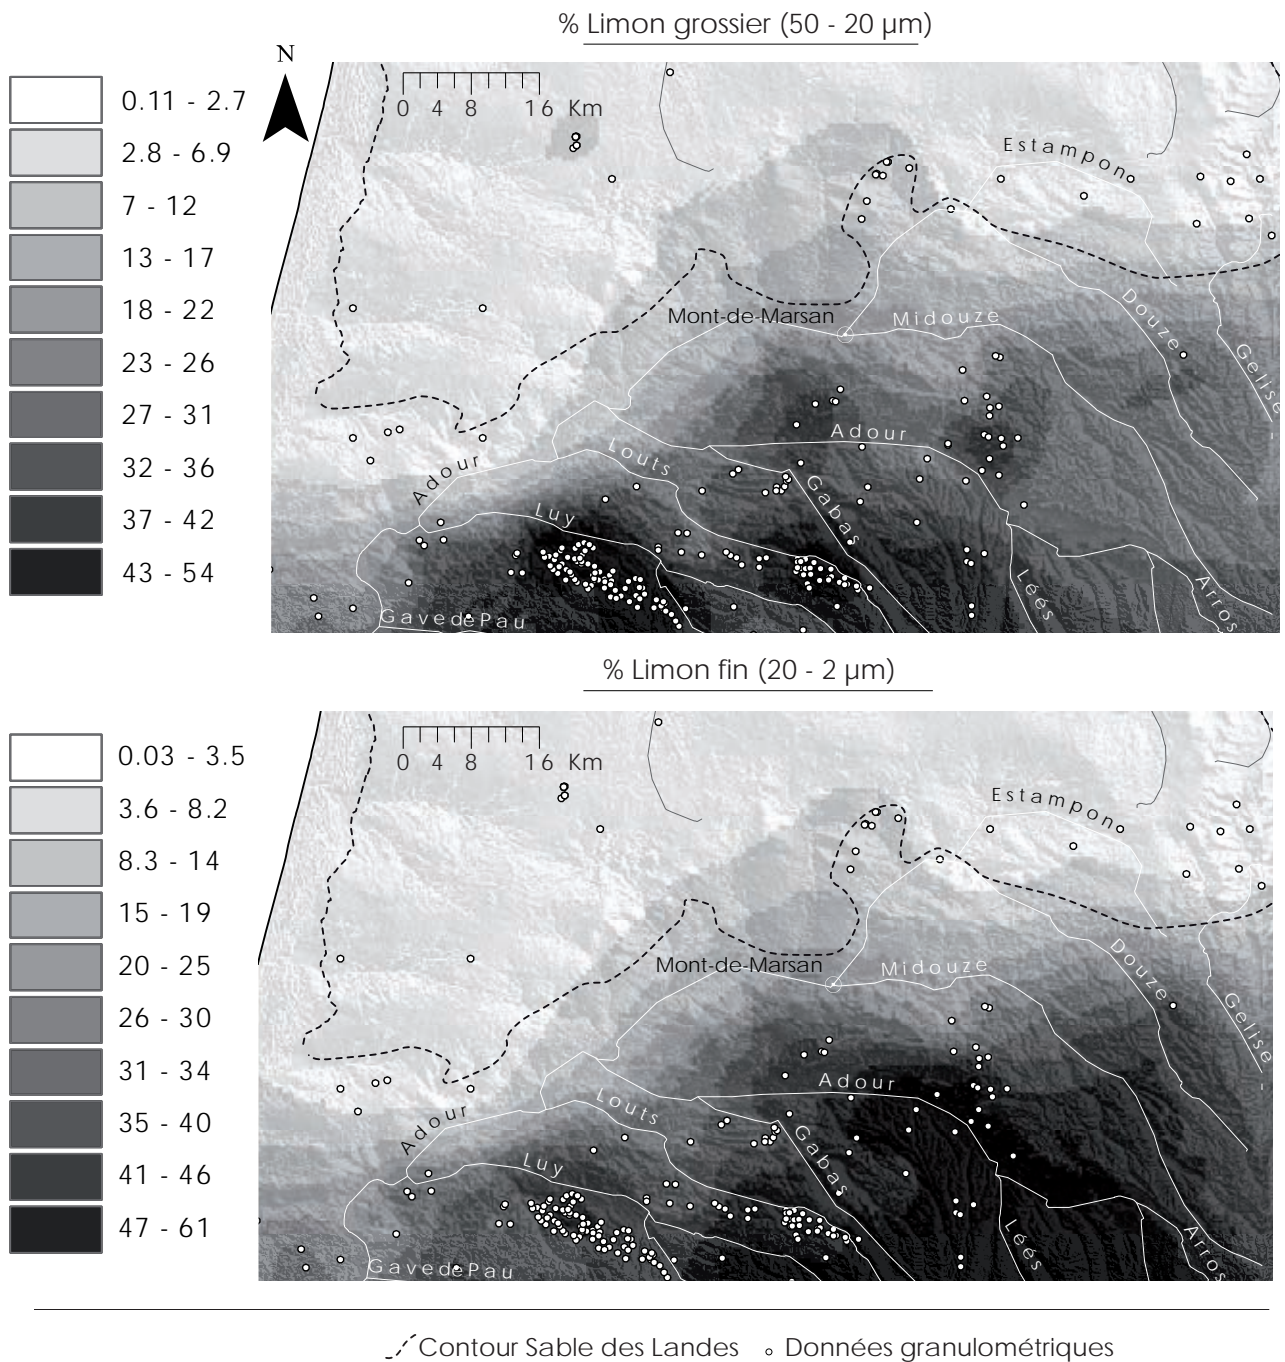 % Limon grossier (50 - 20 µm)
N
0 4 8 16 Km
0.11 - 2.7
2.8 - 6.9
7 - 12
13 - 17
18 - 22
23 - 26
27 - 31
32 - 36
37 - 42
43 - 54
Estampon
Mont-de-Marsan
Midouze
Douze
Gelise
Adour
Louts
Adour
Gabas
Luy
Léés
Arros
Gave de Pau
% Limon fin (20 - 2 µm)
0 4 8 16 Km
0.03 - 3.5
3.6 - 8.2
8.3 - 14
15 - 19
20 - 25
26 - 30
31 - 34
35 - 40
41 - 46
47 - 61
Estampon
Mont-de-Marsan
Midouze
Douze
Gelise
Adour
Louts
Adour
Gabas
Luy
Léés
Arros
Gave de Pau
Contour Sable des Landes
Données granulométriques